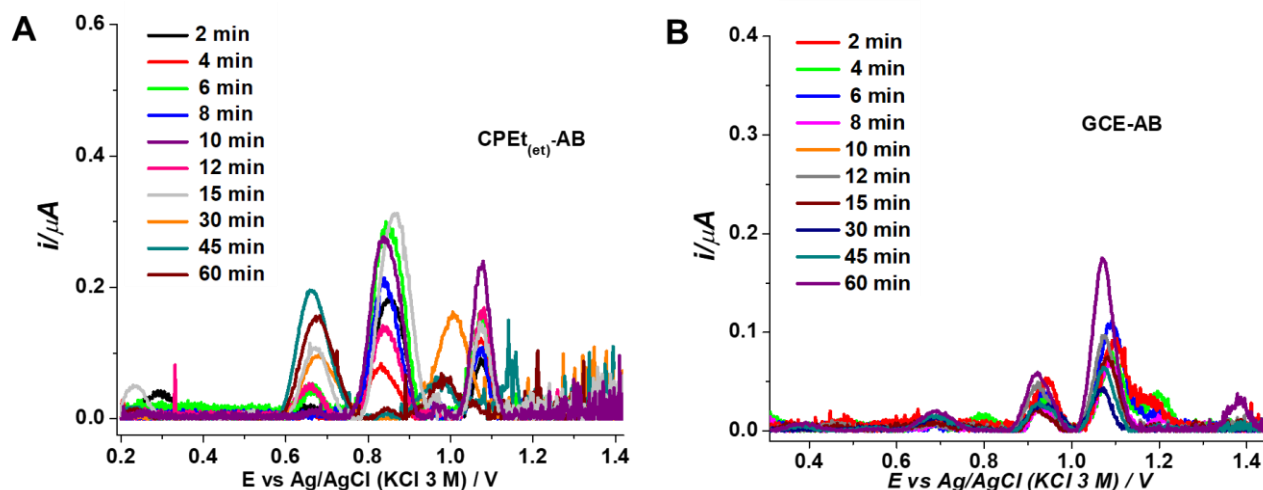 A
0.6
0.4
0.2
0.0
i/μA
2 min
4 min
6 min
8 min
10 min
12 min
15 min
30 min
45 min
60 min
CPEt(et)-AB
0.2 0.4 0.6 0.8 1.0 1.2 1.4
E vs Ag/AgCl (KCl 3 M) / V
B
0.4
0.3
0.2
0.1
0.0
i/μA
2 min
4 min
6 min
8 min
10 min
12 min
15 min
30 min
45 min
60 min
GCE-AB
0.4 0.6 0.8 1.0 1.2 1.4
E vs Ag/AgCl (KCl 3 M) / V